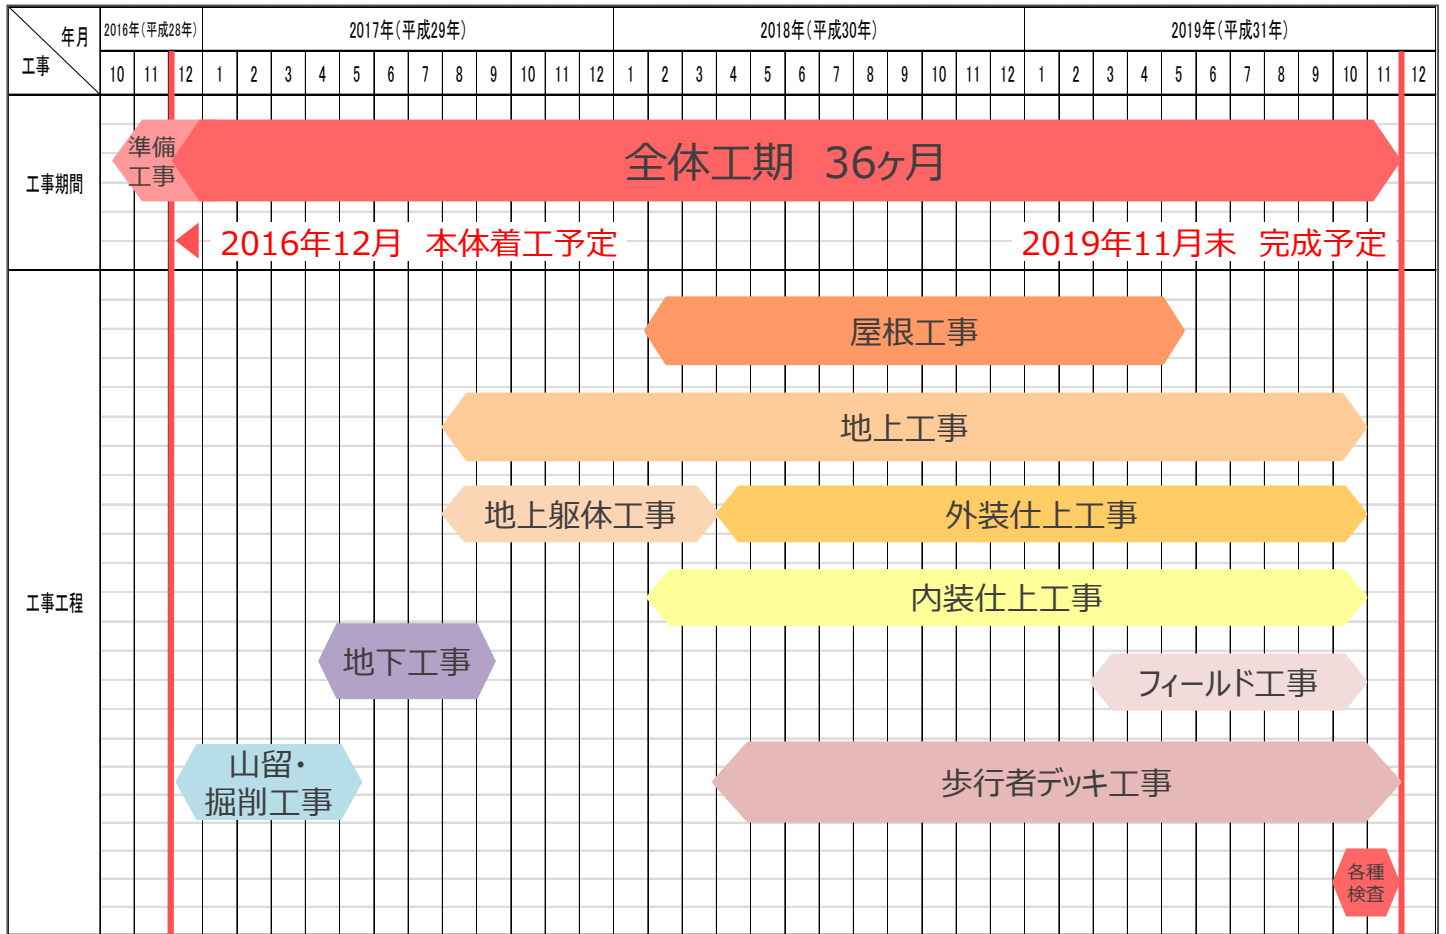 年月
工事
2016年(平成28年) 2017年(平成29年) 2018年(平成30年) 2019年(平成31年)
10 11 12 1 2 3 4 5 6 7 8 9 10 11 12 1 2 3 4 5 6 7 8 9 10 11 12 1 2 3 4 5 6 7 8 9 10 11 12
工事期間
準備
工事
全体工期 36ヶ月
2016年12月 本体着工予定
2019年11月末 完成予定
工事工程
屋根工事
地上工事
地上躯体工事
外装仕上工事
内装仕上工事
地下工事
フィールド工事
山留・
掘削工事
歩行者デッキ工事
各種
検査